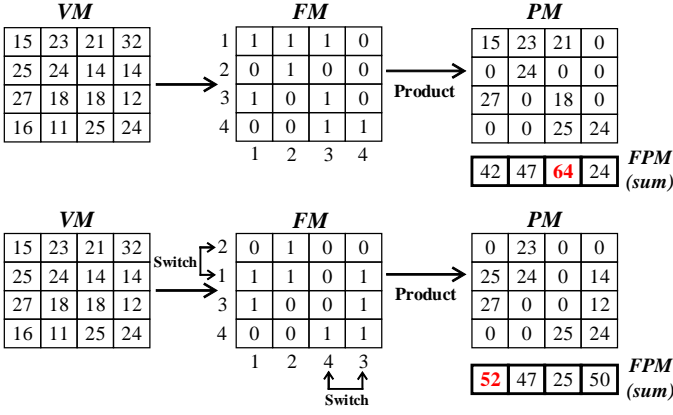 VM FM PM
15 23 21 32 1 1 1 1 0 15 23 21 0
25 24 14 14 2 0 1 0 0 0 24 0 0
27 18 18 12 3 1 0 1 0 Product 27 0 18 0
16 11 25 24 4 0 0 1 1 0 0 25 24
1 2 3 4
42 47 64 24 FPM
(sum)
VM FM PM
15 23 21 32 Switch 2 0 1 0 0 0 23 0 0
25 24 14 14 1 1 1 0 1 25 24 0 14
27 18 18 12 3 1 0 0 1 Product 27 0 0 12
16 11 25 24 4 0 0 1 1 0 0 25 24
1 2 4 3
Switch
52 47 25 50 FPM
(sum)